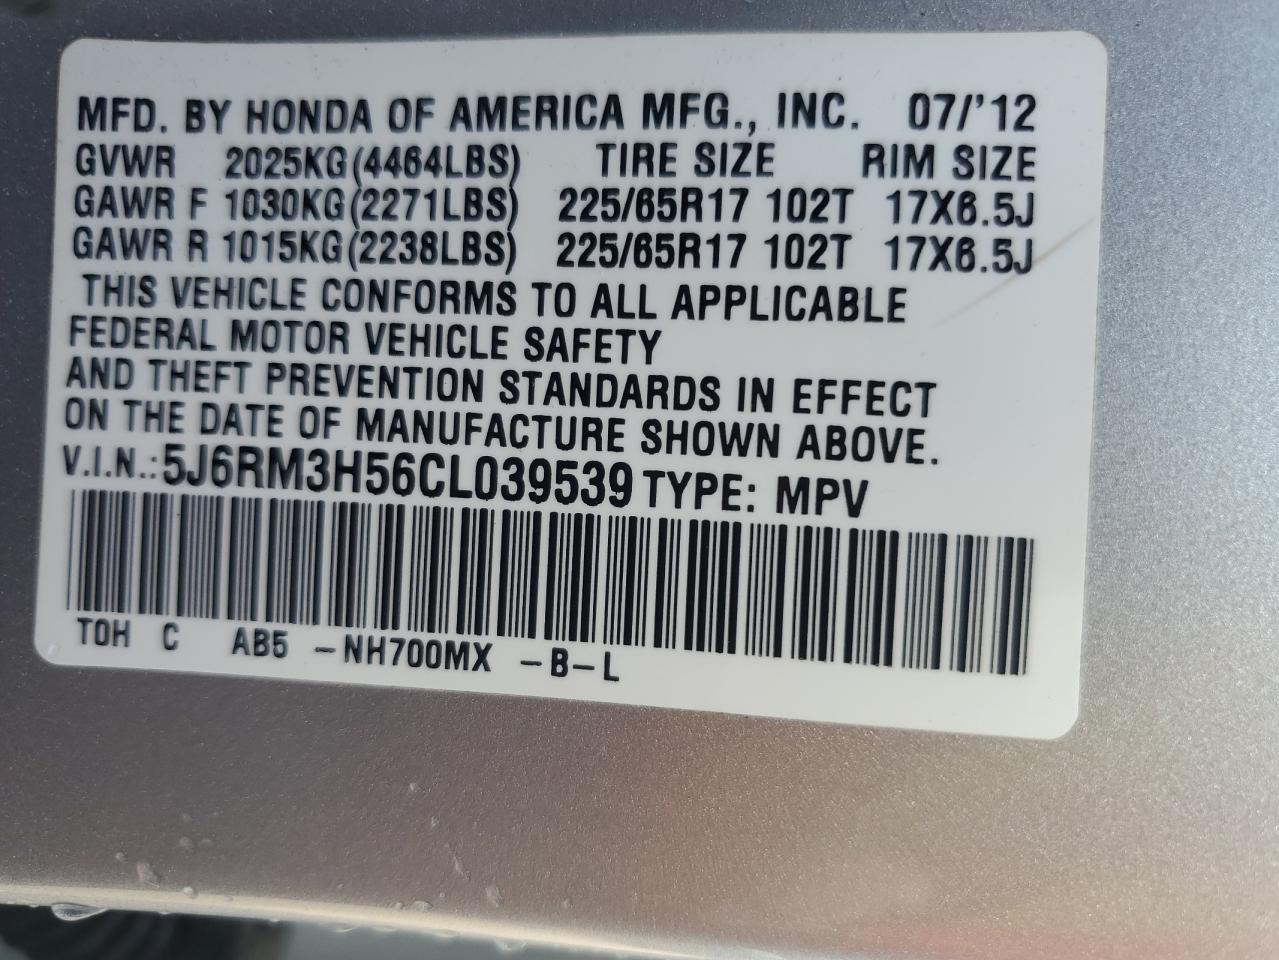 MFD. BY HONDA OF AMERICA MFG., INC. 07/'12
GVWR 2025KG(4464LBS) TIRE SIZE RIM SIZE
GAWR F 1030KG(2271LBS) 225/65R17 102T 17X6.5J
GAWR R 1015KG(2238LBS) 225/65R17 102T 17X6.5J
THIS VEHICLE CONFORMS TO ALL APPLICABLE
FEDERAL MOTOR VEHICLE SAFETY
AND THEFT PREVENTION STANDARDS IN EFFECT
ON THE DATE OF MANUFACTURE SHOWN ABOVE.
V.I.N.:5J6RM3H56CL039539 TYPE: MPV
TOH C AB5 -NH700MX -B-L